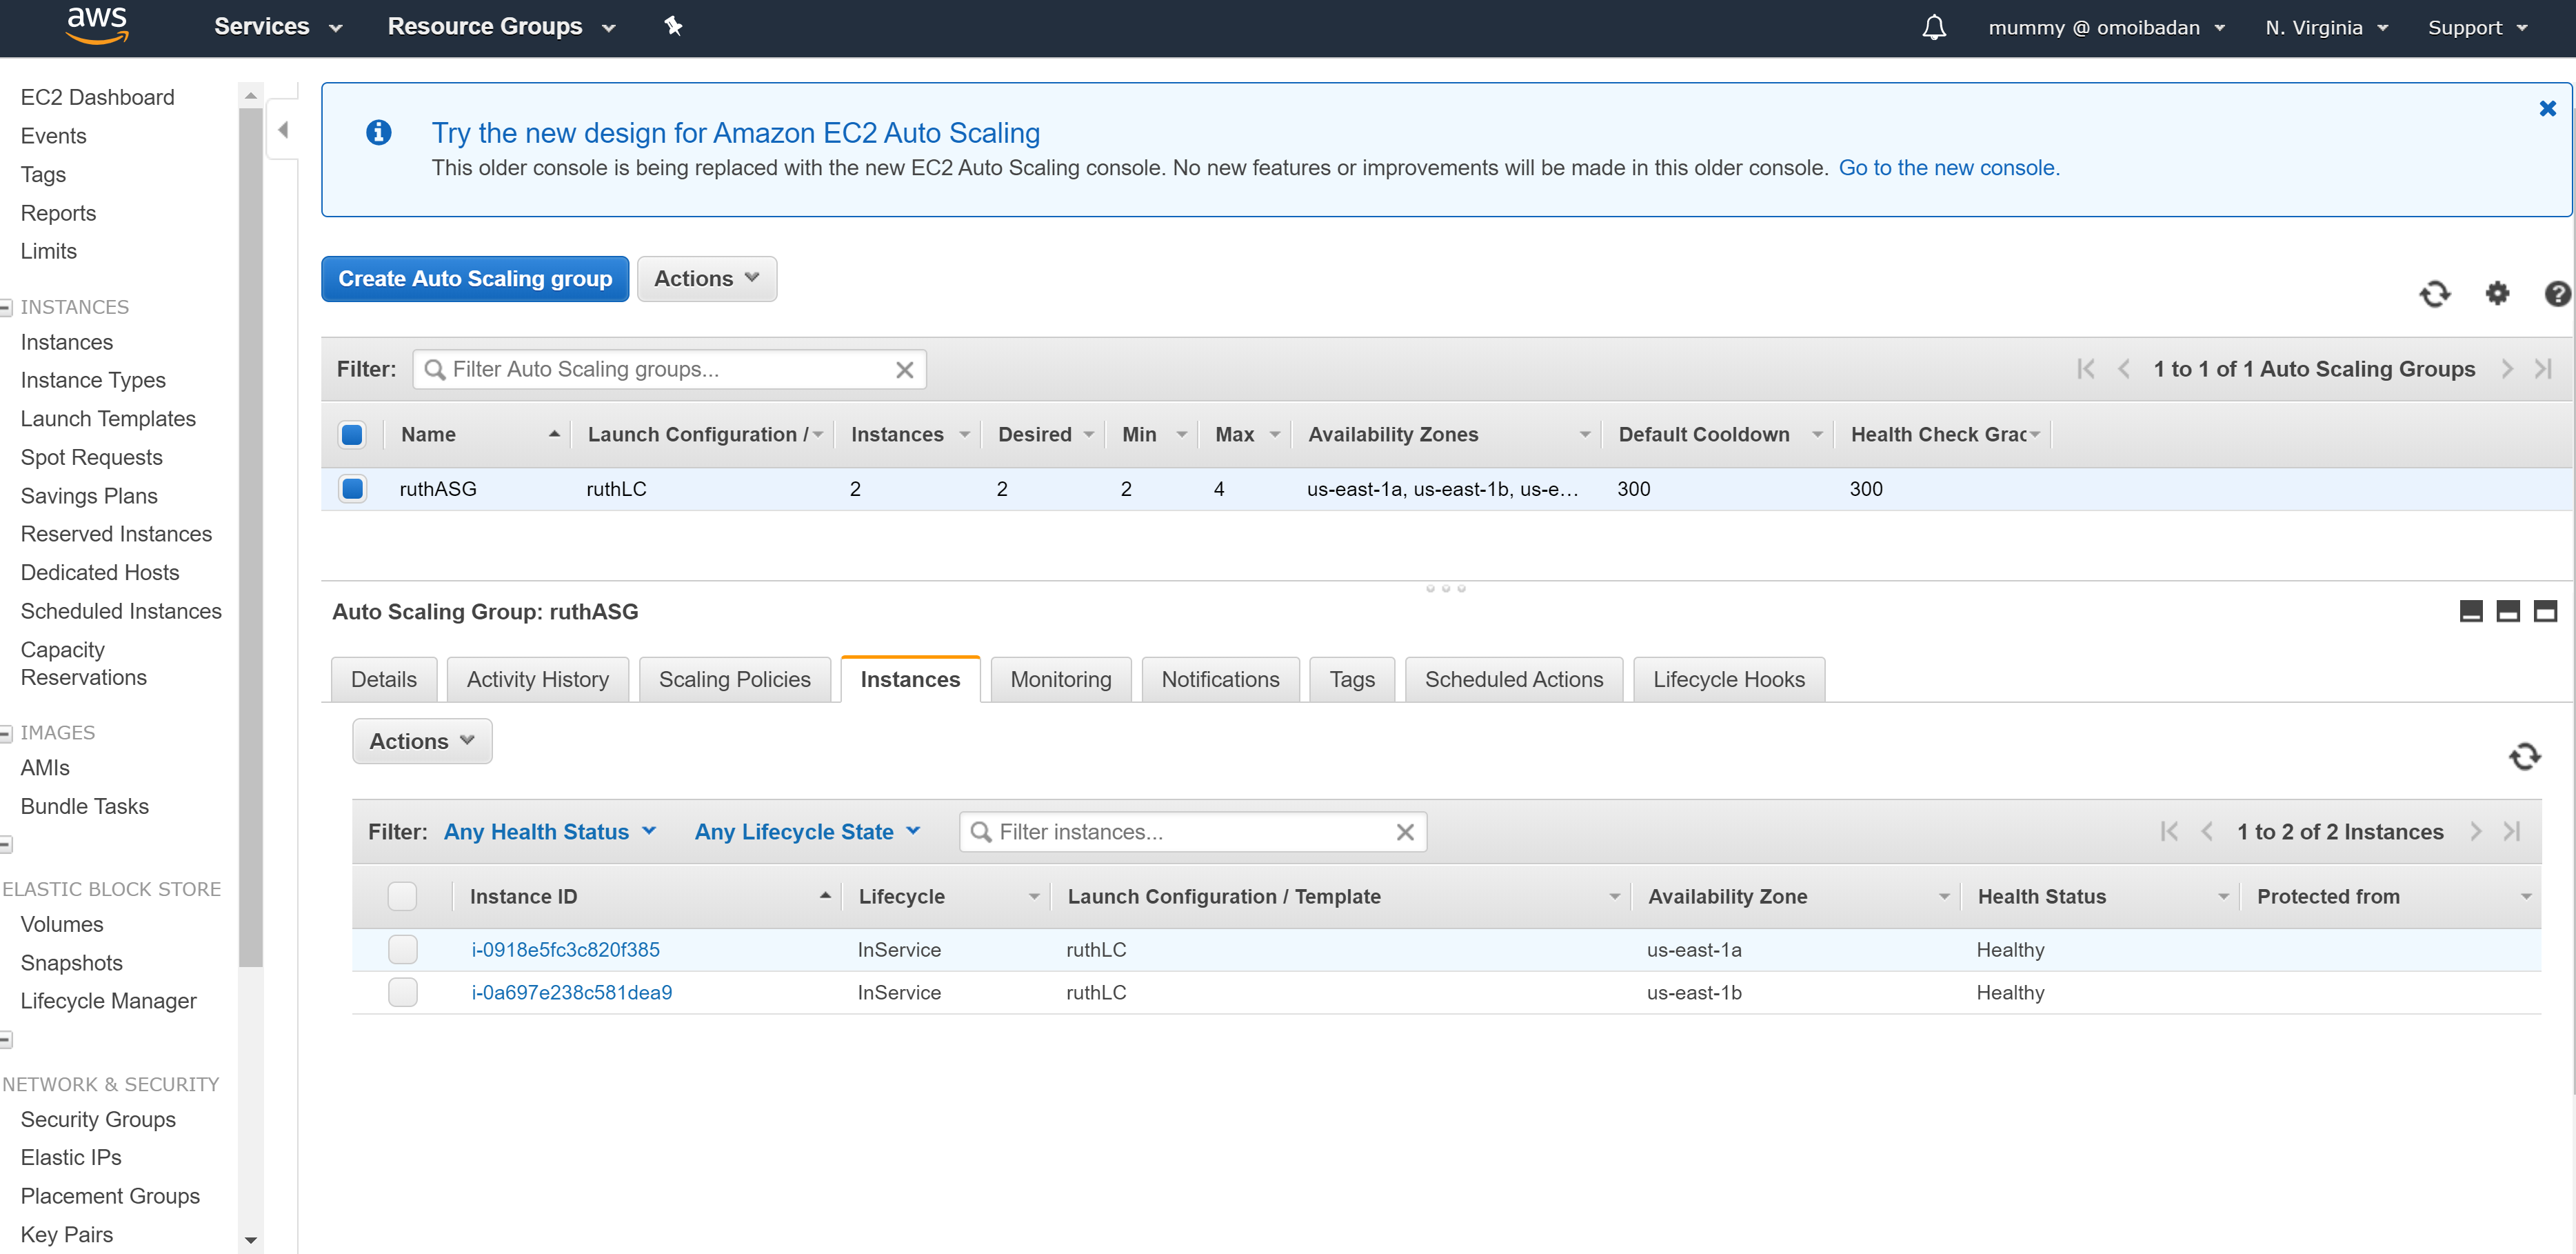 aws Services Resource Groups mummy @ omoibadan N. Virginia Support
EC2 Dashboard
Events
Tags
Reports
Limits
INSTANCES
Instances
Instance Types
Launch Templates
Spot Requests
Savings Plans
Reserved Instances
Dedicated Hosts
Scheduled Instances
Capacity
Reservations
IMAGES
AMIs
Bundle Tasks
ELASTIC BLOCK STORE
Volumes
Snapshots
Lifecycle Manager
NETWORK & SECURITY
Security Groups
Elastic IPs
Placement Groups
Key Pairs
Try the new design for Amazon EC2 Auto Scaling
This older console is being replaced with the new EC2 Auto Scaling console. No new features or improvements will be made in this older console. Go to the new console.
Create Auto Scaling group Actions
Filter: Filter Auto Scaling groups... 1 to 1 of 1 Auto Scaling Groups
Name Launch Configuration / Instances Desired Min Max Availability Zones Default Cooldown Health Check Grac
ruthASG ruthLC 2 2 2 4 us-east-1a, us-east-1b, us-e... 300 300
Auto Scaling Group: ruthASG
Details Activity History Scaling Policies Instances Monitoring Notifications Tags Scheduled Actions Lifecycle Hooks
Actions
Filter: Any Health Status Any Lifecycle State Filter instances... 1 to 2 of 2 Instances
Instance ID Lifecycle Launch Configuration / Template Availability Zone Health Status Protected from
i-0918e5fc3c820f385 InService ruthLC us-east-1a Healthy
i-0a697e238c581dea9 InService ruthLC us-east-1b Healthy